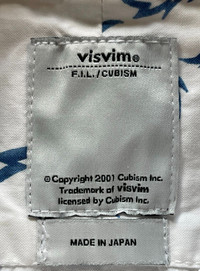 visvim®
F.I.L./CUBISM
©Copyright 2001 Cubism Inc.
Trademark of visvim
licensed by Cubism Inc.
MADE IN JAPAN